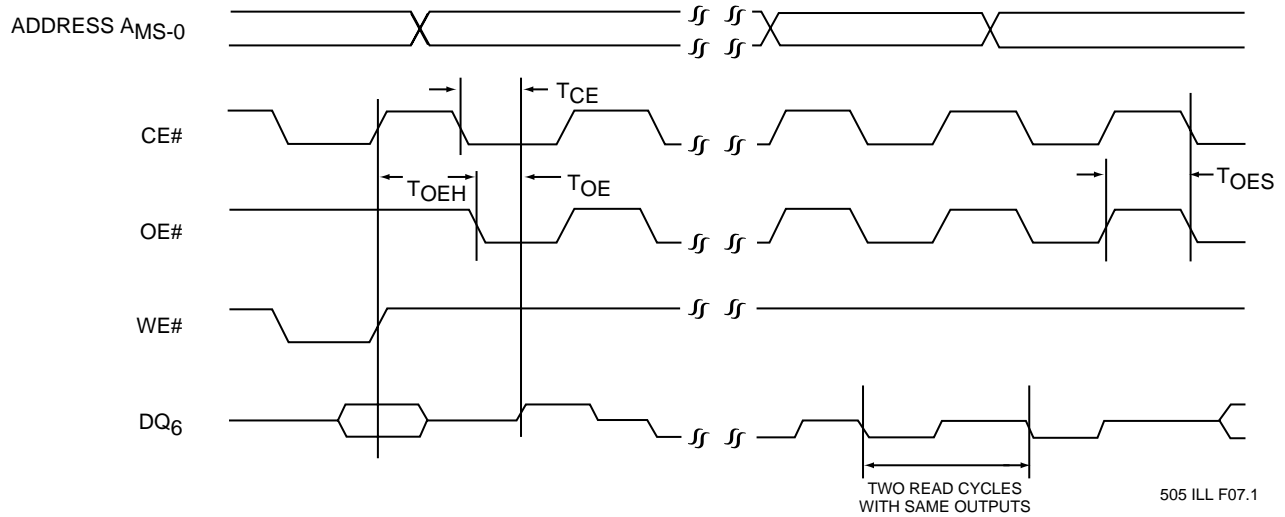 ADDRESS AMS-0
TCE
CE#
TOEH
TOE
TOES
OE#
WE#
DQ6
TWO READ CYCLES
WITH SAME OUTPUTS
505 ILL F07.1